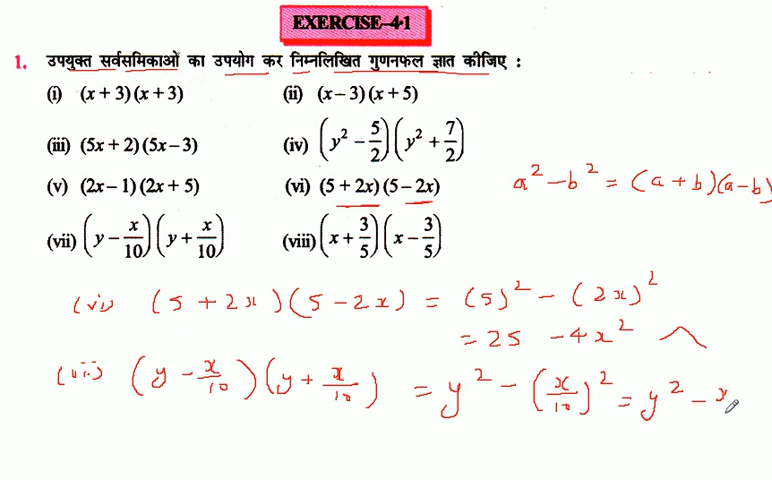 EXERCISE-4·1
1. उपयुक्त सर्वसमिकाओं का उपयोग कर निम्नलिखित गुणनफल ज्ञात कीजिए :
(i) (x + 3)(x + 3) (ii) (x – 3)(x + 5)
(iii) (5x + 2)(5x – 3) (iv) (y² – 5/2)(y² + 7/2)
(v) (2x – 1)(2x + 5) (vi) (5 + 2x)(5 – 2x) a² – b² = (a + b)(a – b)
(vii) (y – x/10)(y + x/10) (viii) (x + 3/5)(x – 3/5)
(vi) (5 + 2x)(5 – 2x) = (5)² – (2x)²
= 25 – 4x²
(vii) (y – x/10)(y + x/10) = y² – (x/10)² = y² – x